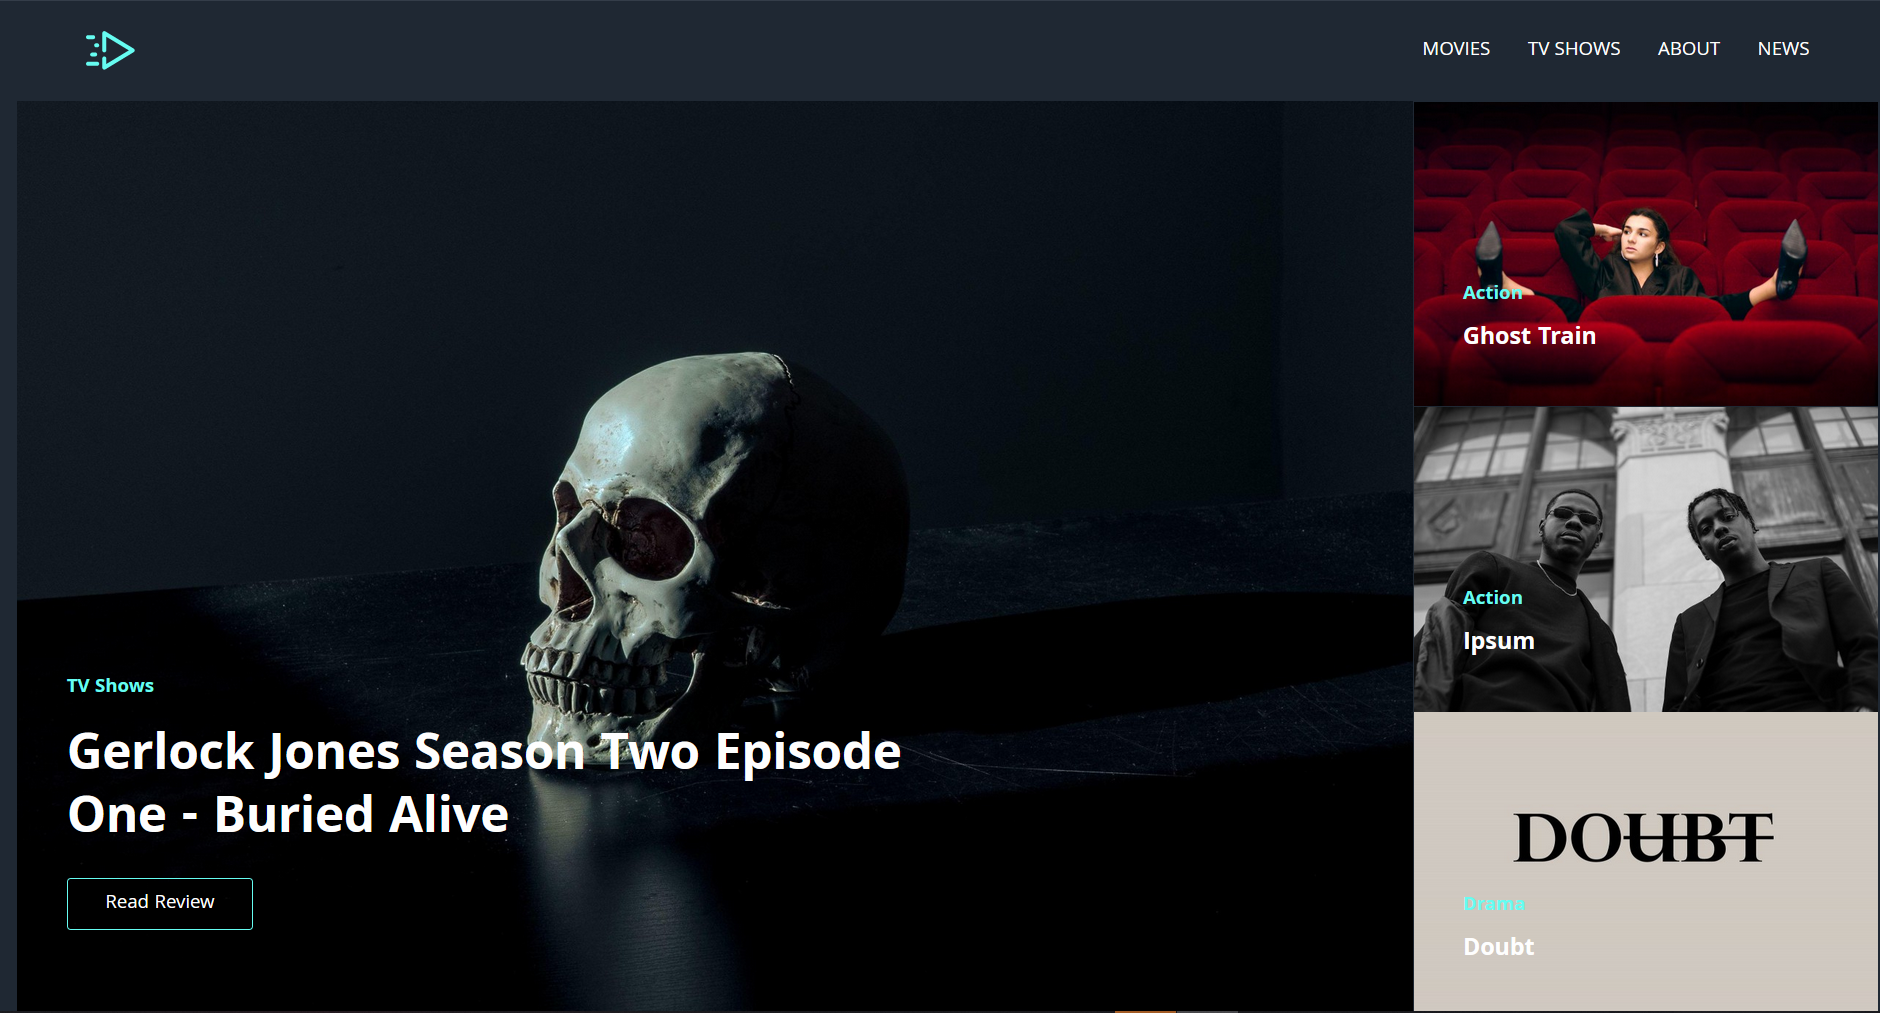 MOVIES TV SHOWS ABOUT NEWS
TV Shows
Gerlock Jones Season Two Episode
One - Buried Alive
Read Review
Action
Ghost Train
Action
Ipsum
DOUBT
Drama
Doubt